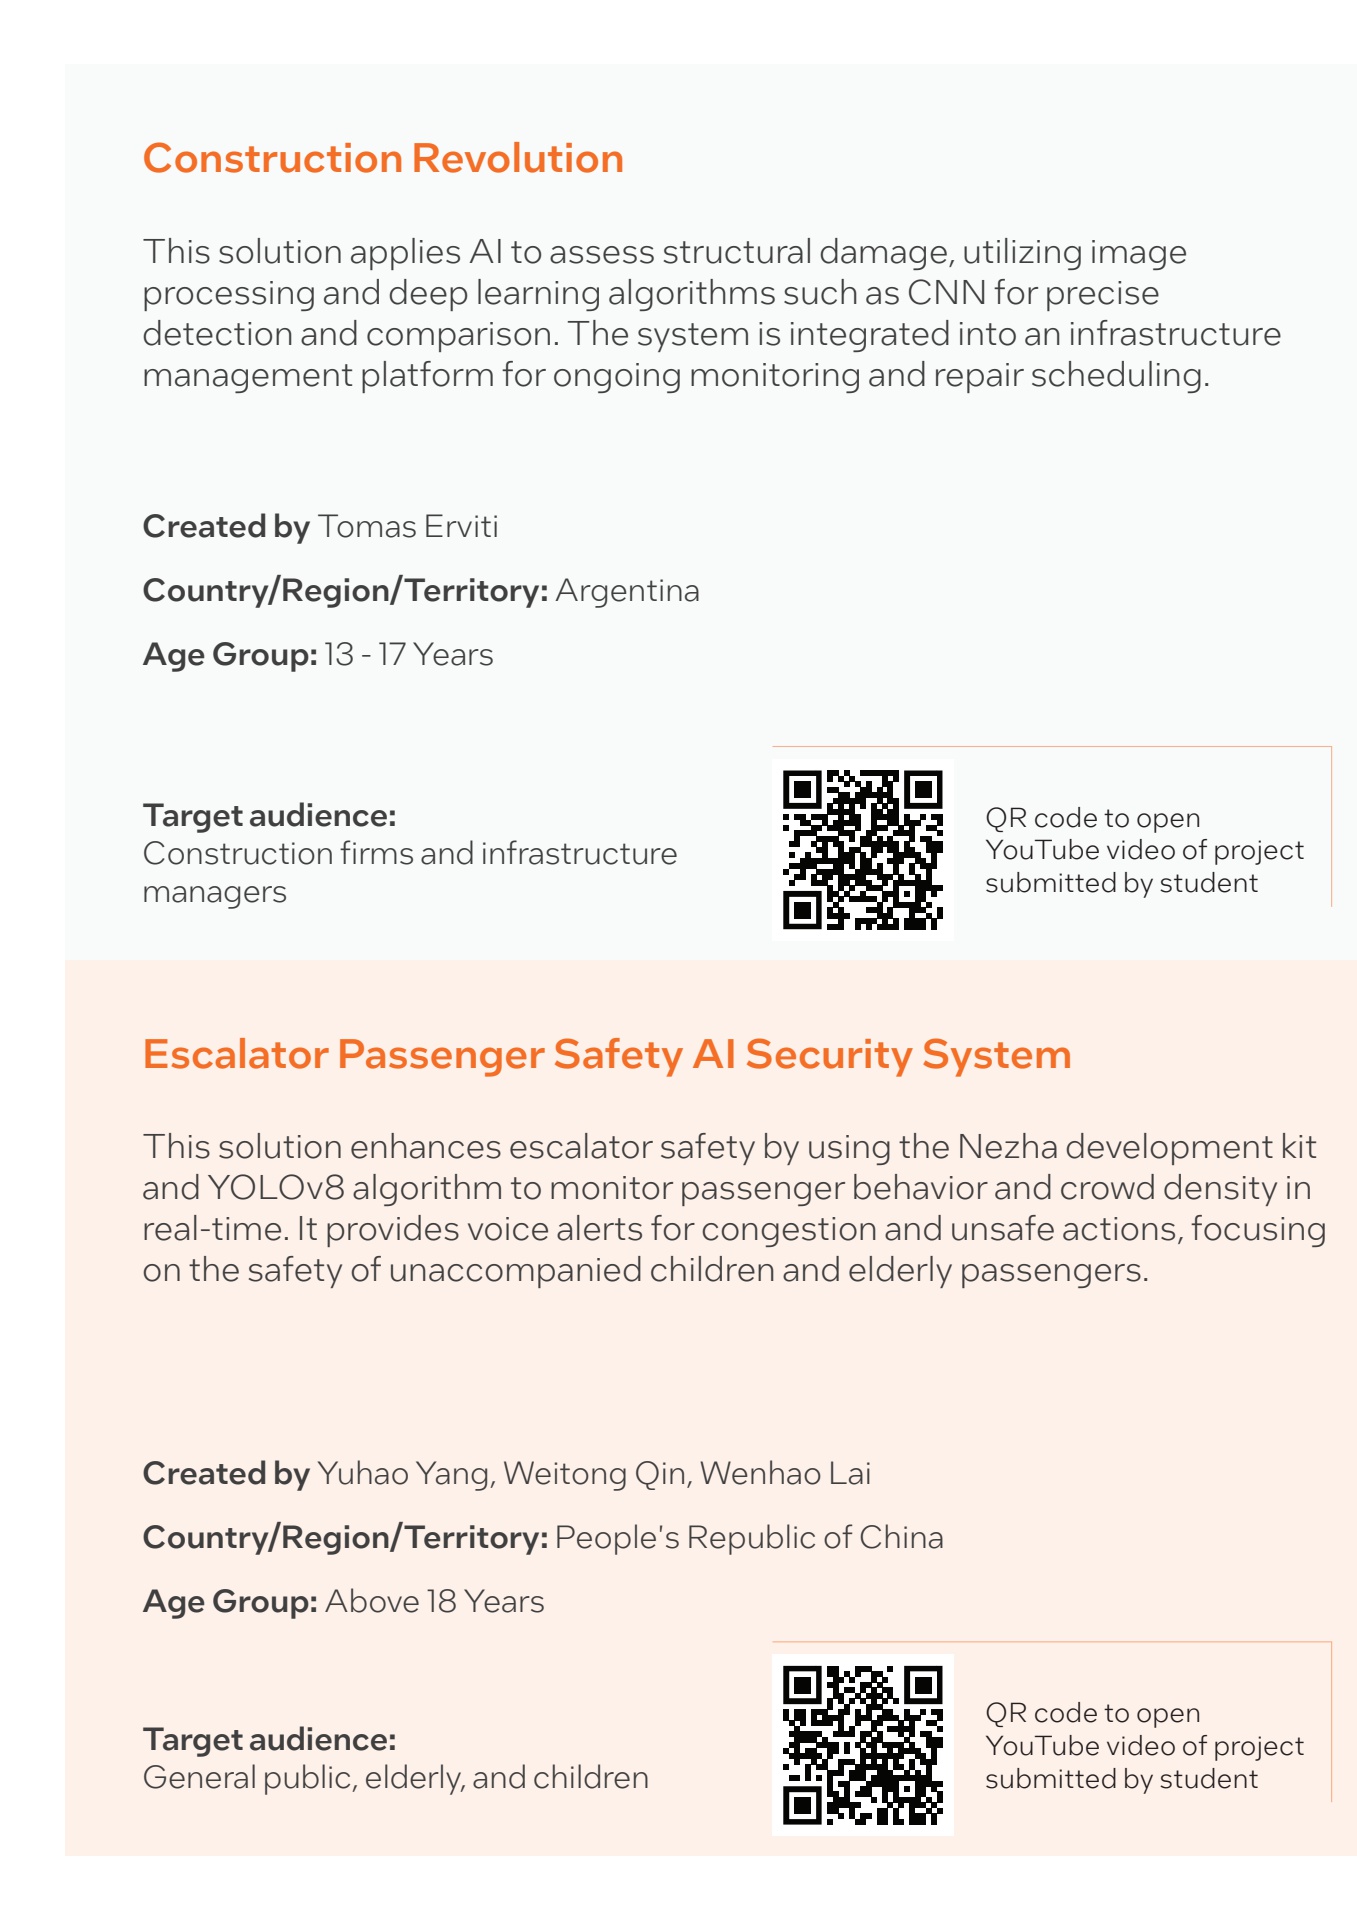 Construction Revolution
This solution applies AI to assess structural damage, utilizing image
processing and deep learning algorithms such as CNN for precise
detection and comparison. The system is integrated into an infrastructure
management platform for ongoing monitoring and repair scheduling.
Created by Tomas Erviti
Country/Region/Territory: Argentina
Age Group: 13 - 17 Years
Target audience:
Construction firms and infrastructure
managers
QR code to open
YouTube video of project
submitted by student
Escalator Passenger Safety AI Security System
This solution enhances escalator safety by using the Nezha development kit
and YOLOv8 algorithm to monitor passenger behavior and crowd density in
real-time. It provides voice alerts for congestion and unsafe actions, focusing
on the safety of unaccompanied children and elderly passengers.
Created by Yuhao Yang, Weitong Qin, Wenhao Lai
Country/Region/Territory: People's Republic of China
Age Group: Above 18 Years
Target audience:
General public, elderly, and children
QR code to open
YouTube video of project
submitted by student